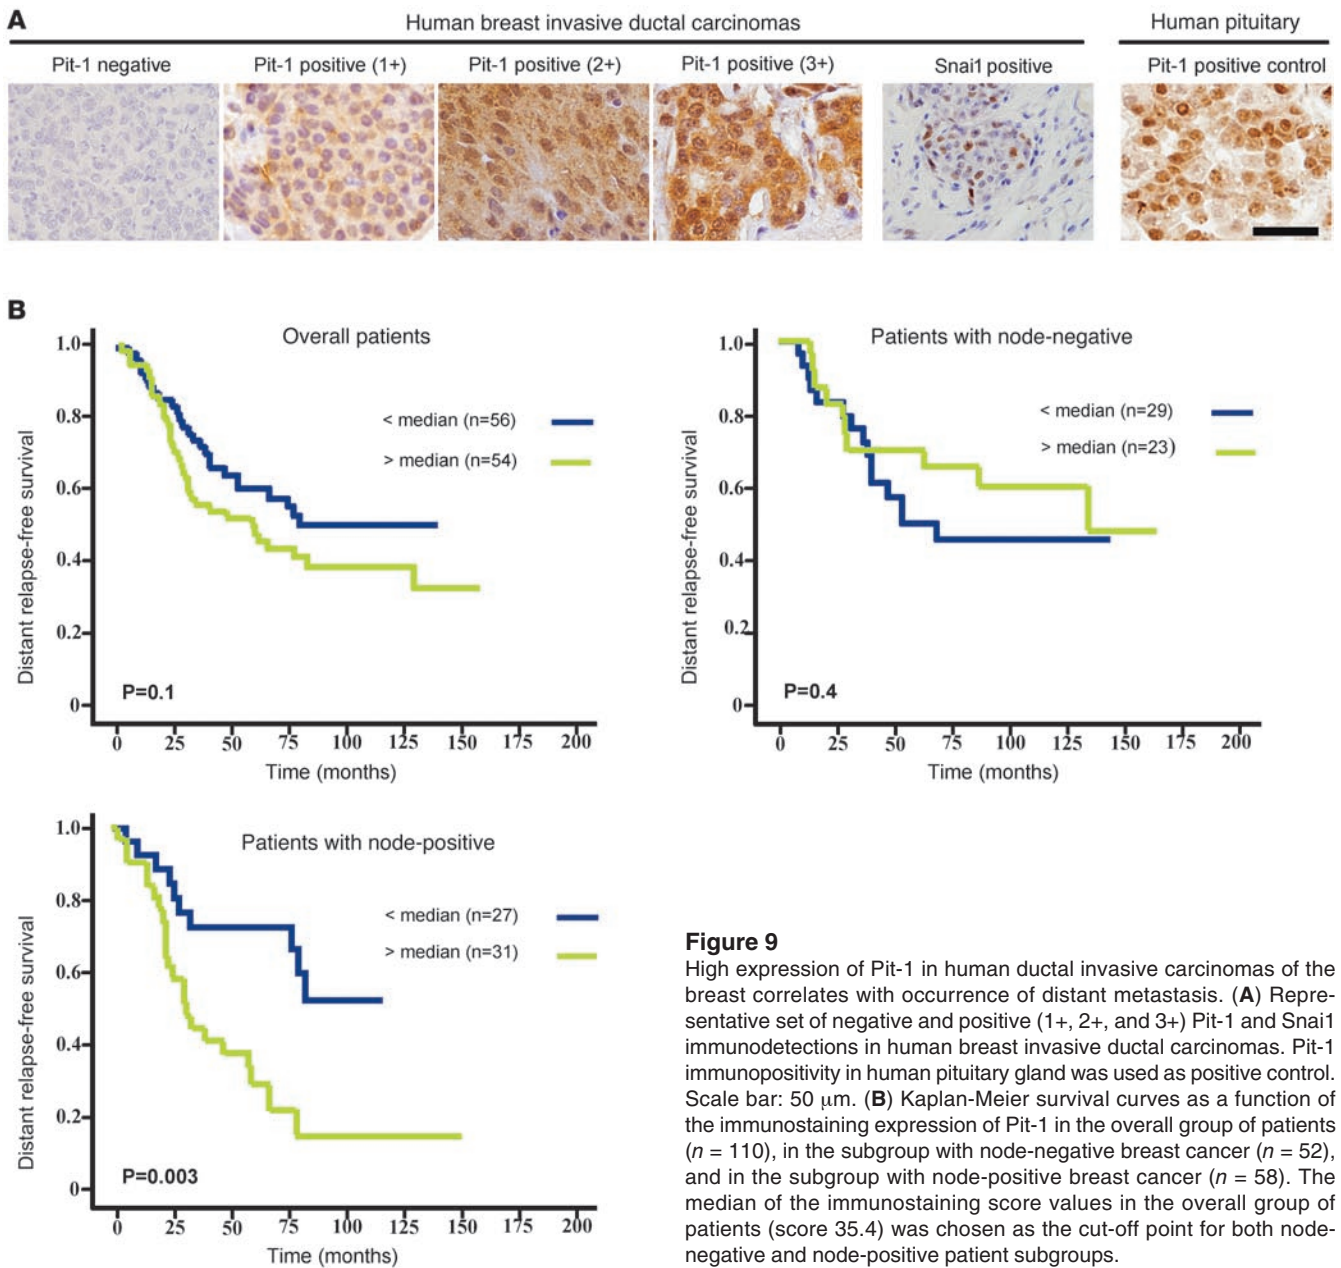 A
Human breast invasive ductal carcinomas
Human pituitary
Pit-1 negative
Pit-1 positive (1+)
Pit-1 positive (2+)
Pit-1 positive (3+)
Snai1 positive
Pit-1 positive control
B
Overall patients
Distant relapse-free survival
1.0
0.8
0.6
0.4
0.2
0
< median (n=56)
> median (n=54)
P=0.1
0 25 50 75 100 125 150 175 200
Time (months)
Patients with node-negative
Distant relapse-free survival
1.0
0.8
0.6
0.4
0.2
0
< median (n=29)
> median (n=23)
P=0.4
0 25 50 75 100 125 150 175 200
Time (months)
Patients with node-positive
Distant relapse-free survival
1.0
0.8
0.6
0.4
0.2
0
< median (n=27)
> median (n=31)
P=0.003
0 25 50 75 100 125 150 175 200
Time (months)
Figure 9
High expression of Pit-1 in human ductal invasive carcinomas of the
breast correlates with occurrence of distant metastasis. (A) Repre-
sentative set of negative and positive (1+, 2+, and 3+) Pit-1 and Snai1
immunodetections in human breast invasive ductal carcinomas. Pit-1
immunopositivity in human pituitary gland was used as positive control.
Scale bar: 50 μm. (B) Kaplan-Meier survival curves as a function of
the immunostaining expression of Pit-1 in the overall group of patients
(n = 110), in the subgroup with node-negative breast cancer (n = 52),
and in the subgroup with node-positive breast cancer (n = 58). The
median of the immunostaining score values in the overall group of
patients (score 35.4) was chosen as the cut-off point for both node-
negative and node-positive patient subgroups.